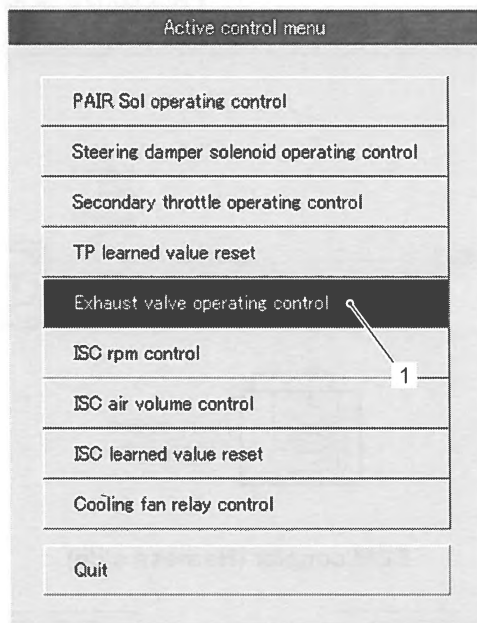 Active control menu
PAIR Sol operating control
Steering damper solenoid operating control
Secondary throttle operating control
TP learned value reset
Exhaust valve operating control
1
ISC rpm control
ISC air volume control
ISC learned value reset
Cooling fan relay control
Quit